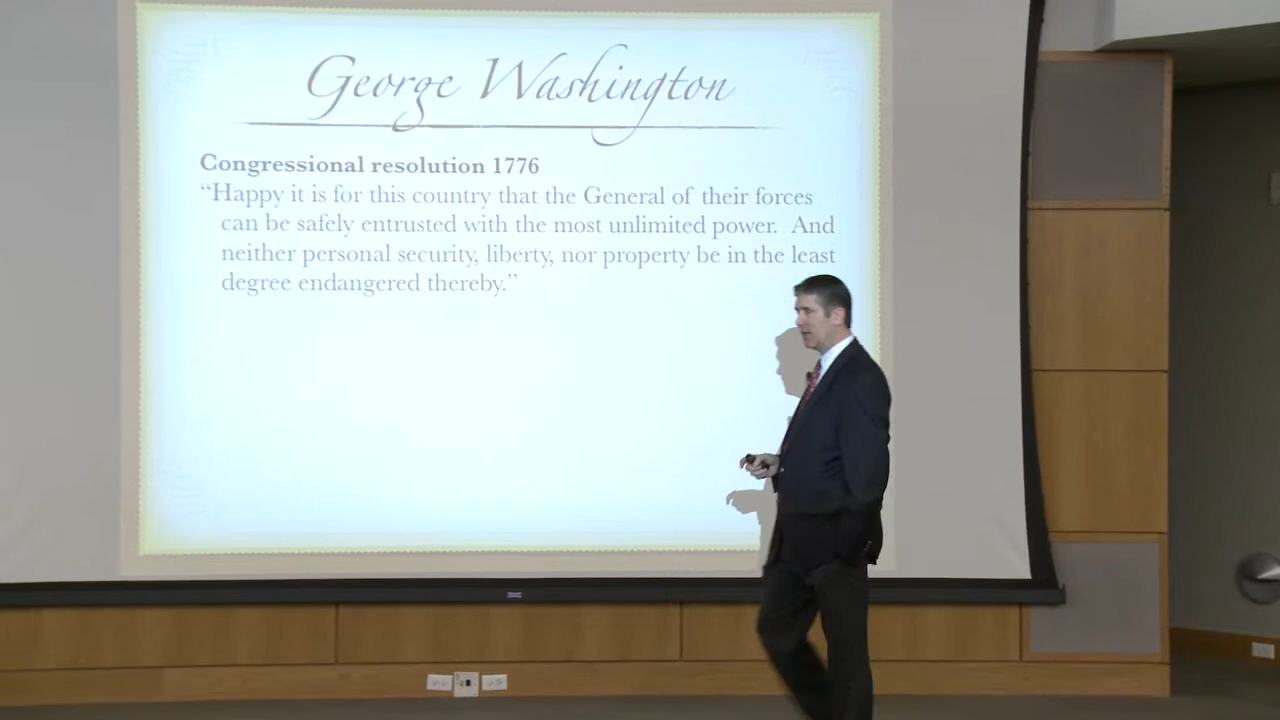 George Washington
Congressional resolution 1776
“Happy it is for this country that the General of their forces
can be safely entrusted with the most unlimited power.  And
neither personal security, liberty, nor property be in the least
degree endangered thereby.”